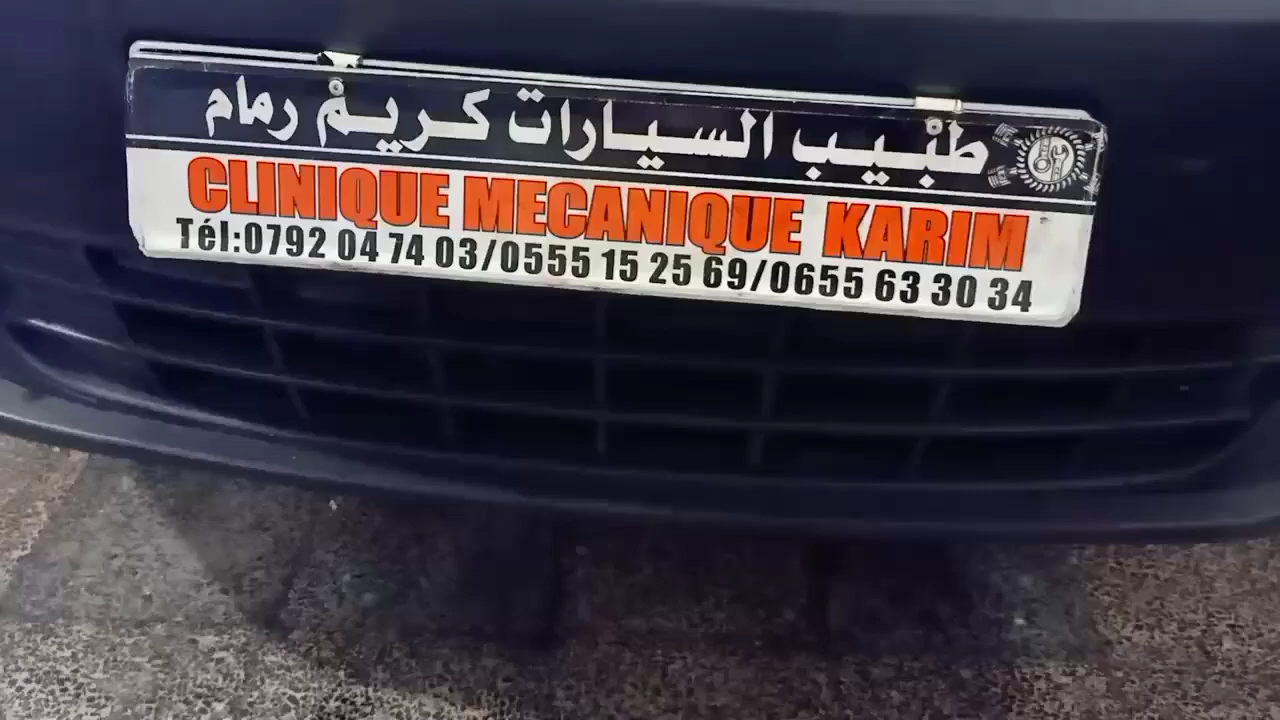 طبيب السيارات كريم رمام
CLINIQUE MECANIQUE KARIM
Tél:0792 04 74 03/0555 15 25 69/0655 63 30 34